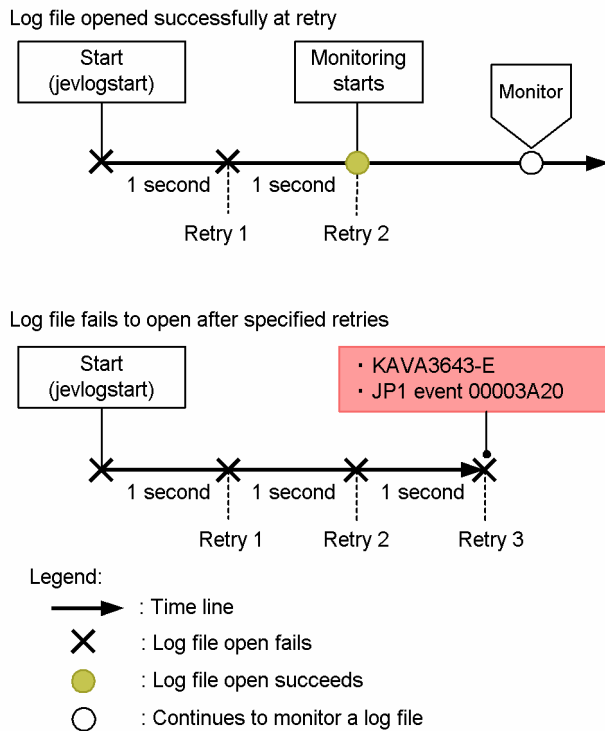 Log file opened successfully at retry
Start
(jevlogstart)
Monitoring
starts
Monitor
1 second
1 second
Retry 1
Retry 2
Log file fails to open after specified retries
Start
(jevlogstart)
・ KAVA3643-E
・ JP1 event 00003A20
1 second
1 second
1 second
Retry 1
Retry 2
Retry 3
Legend:
: Time line
: Log file open fails
: Log file open succeeds
: Continues to monitor a log file